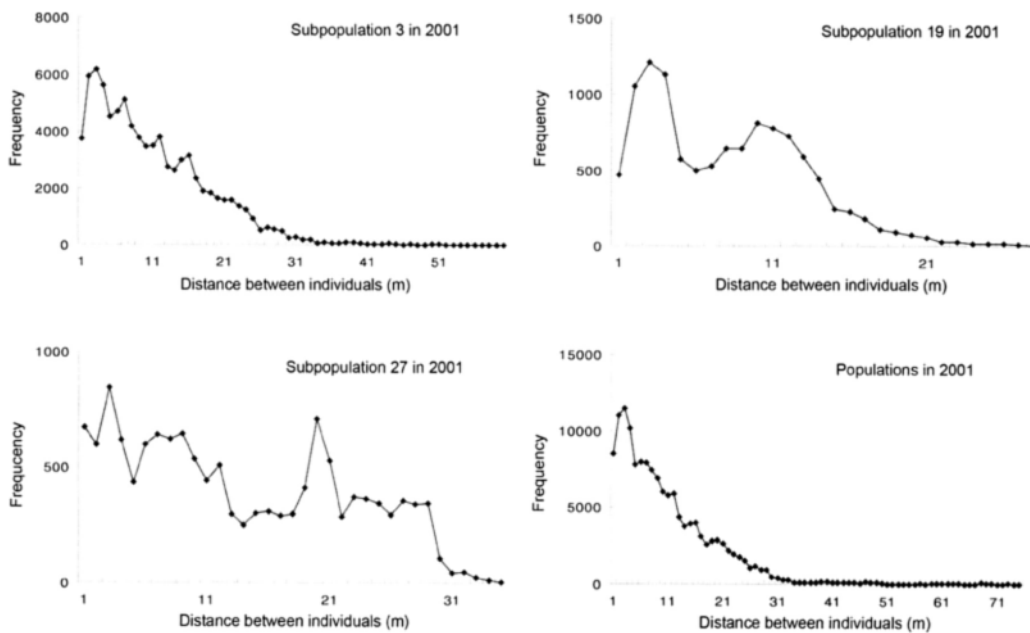 Subpopulation 3 in 2001
8000
6000
4000
2000
0
Frequency
1 11 21 31 41 51
Distance between individuals (m)
Subpopulation 19 in 2001
1500
1000
500
0
Frequency
1 11 21
Distance between individuals (m)
Subpopulation 27 in 2001
1000
500
0
Frequcency
1 11 21 31
Distance between individuals (m)
Populations in 2001
15000
10000
5000
0
Frequency
1 11 21 31 41 51 61 71
Distance between individuals (m)